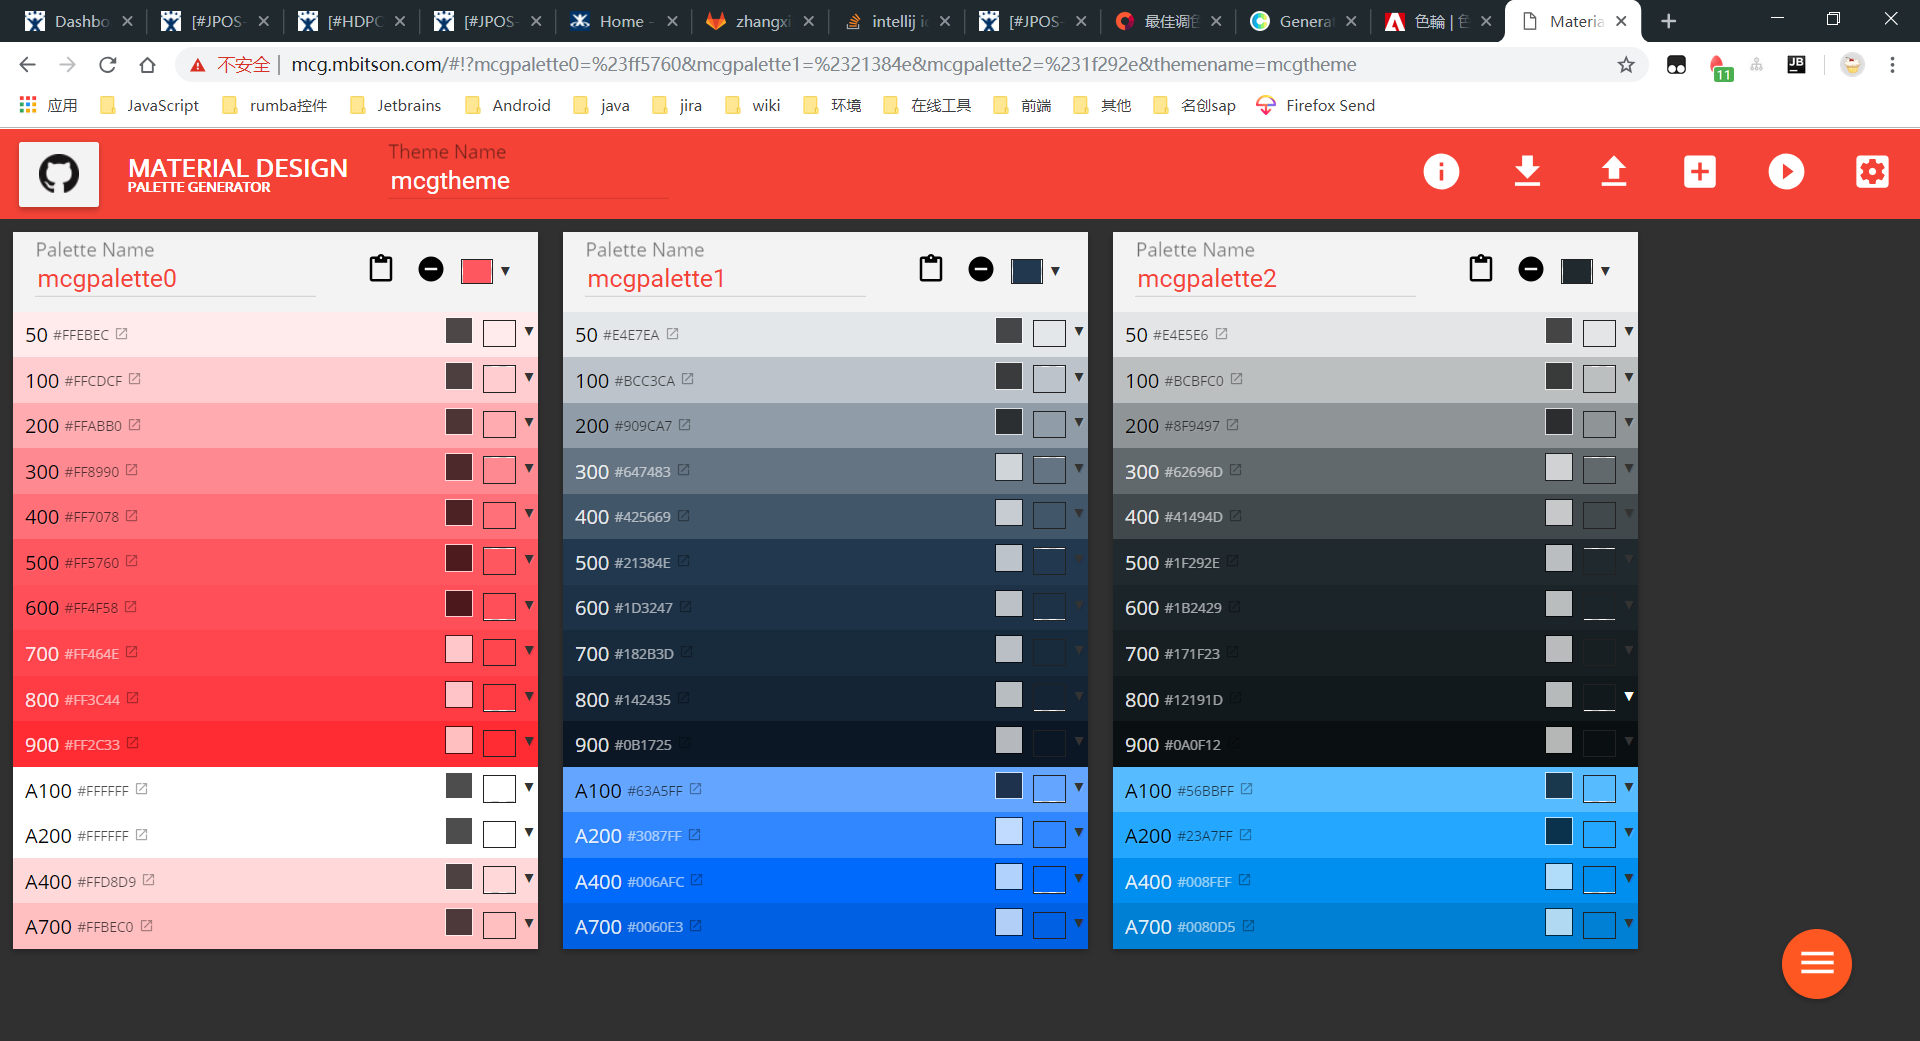 Dashbo
[#JPOS-
[#HDPC
[#JPOS-
Home -
zhangxi
intellij i
[#JPOS-
最佳调色
Genera
色輪 | 色
Materia
不安全 | mcg.mbitson.com/#!?mcgpalette0=%23ff5760&mcgpalette1=%2321384e&mcgpalette2=%231f292e&themename=mcgtheme
11
JB
应用
JavaScript
rumba控件
Jetbrains
Android
java
jira
wiki
环境
在线工具
前端
其他
名创sap
Firefox Send
MATERIAL DESIGN
PALETTE GENERATOR
Theme Name
mcgtheme
Palette Name
mcgpalette0
50 #FFEBEC
100 #FFCDCF
200 #FFABB0
300 #FF8990
400 #FF7078
500 #FF5760
600 #FF4F58
700 #FF464E
800 #FF3C44
900 #FF2C33
A100 #FFFFFF
A200 #FFFFFF
A400 #FFD8D9
A700 #FFBEC0
Palette Name
mcgpalette1
50 #E4E7EA
100 #BCC3CA
200 #909CA7
300 #647483
400 #425669
500 #21384E
600 #1D3247
700 #182B3D
800 #142435
900 #0B1725
A100 #63A5FF
A200 #3087FF
A400 #006AFC
A700 #0060E3
Palette Name
mcgpalette2
50 #E4E5E6
100 #BCBFC0
200 #8F9497
300 #62696D
400 #41494D
500 #1F292E
600 #1B2429
700 #171F23
800 #12191D
900 #0A0F12
A100 #56BBFF
A200 #23A7FF
A400 #008FEF
A700 #0080D5